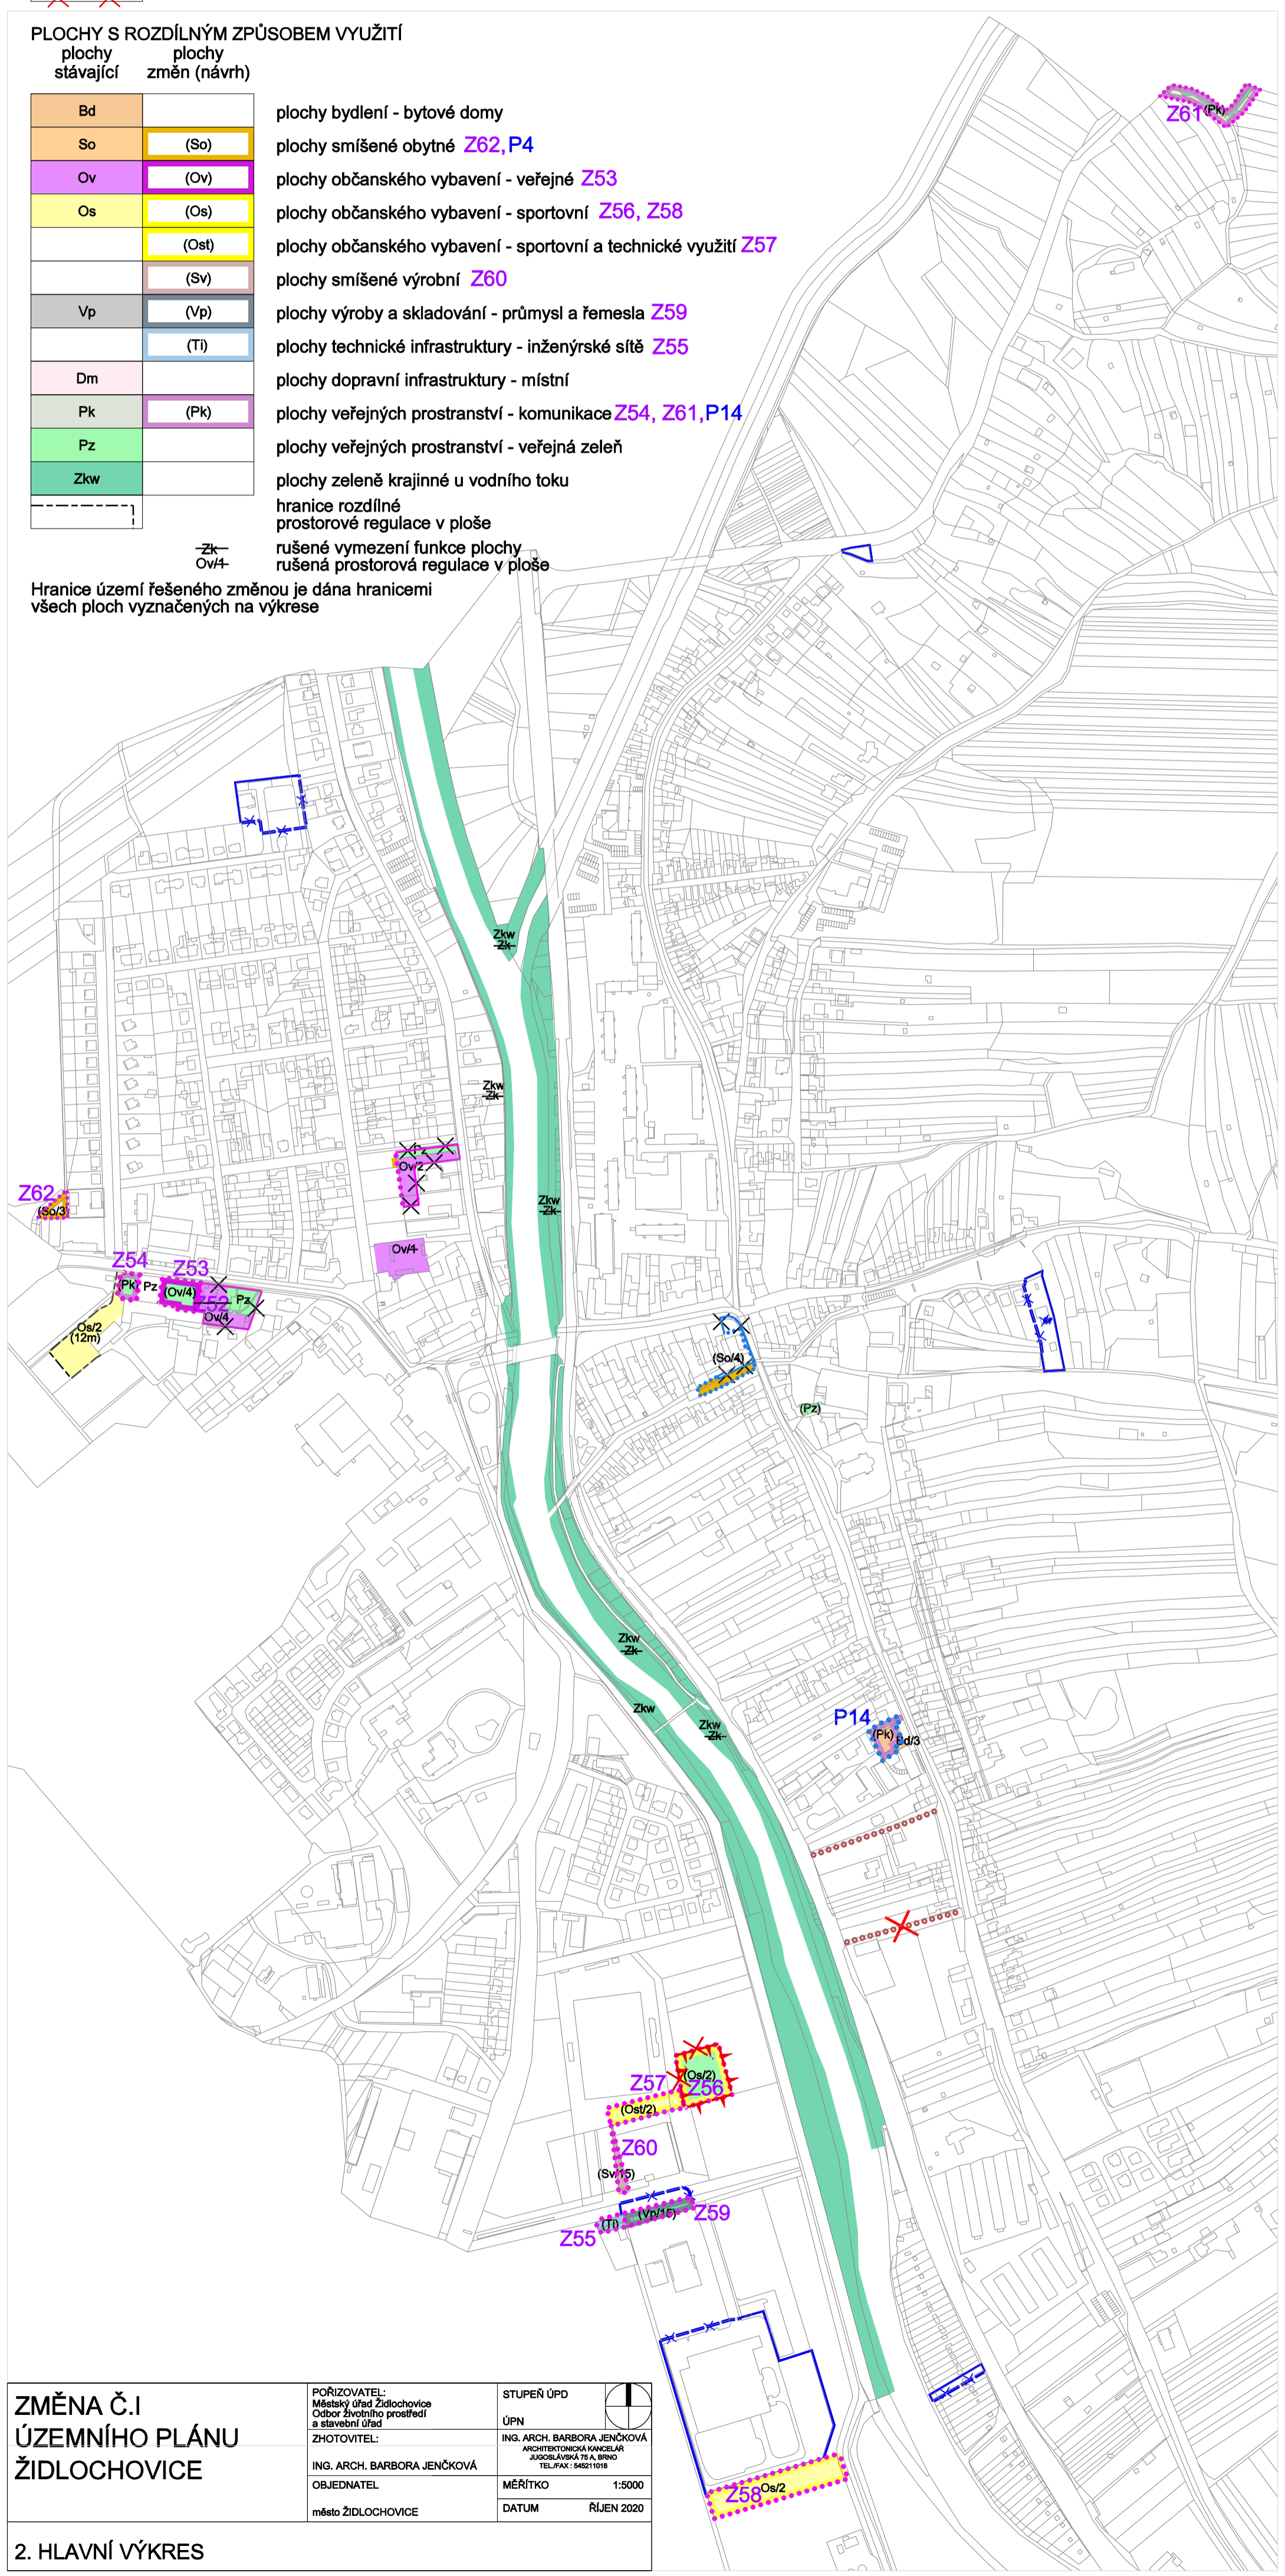 PLOCHY S ROZDÍLNÝM ZPŮSOBEM VYUŽITÍ
plochy plochy
stávající změn (návrh)
Bd plochy bydlení - bytové domy
So (So) plochy smíšené obytné Z62, P4
Ov (Ov) plochy občanského vybavení - veřejné Z53
Os (Os) plochy občanského vybavení - sportovní Z56, Z58
(Ost) plochy občanského vybavení - sportovní a technické využití Z57
(Sv) plochy smíšené výrobní Z60
Vp (Vp) plochy výroby a skladování - průmysl a řemesla Z59
(Ti) plochy technické infrastruktury - inženýrské sítě Z55
Dm plochy dopravní infrastruktury - místní
Pk (Pk) plochy veřejných prostranství - komunikace Z54, Z61, P14
Pz plochy veřejných prostranství - veřejná zeleň
Zkw plochy zeleně krajinné u vodního toku
hranice rozdílné
prostorové regulace v ploše
Zk rušené vymezení funkce plochy
Ov/1 rušená prostorová regulace v ploše
Hranice území řešeného změnou je dána hranicemi
všech ploch vyznačených na výkrese
Z61 (Pk)
Zkw
Zk
Zkw
Zk
Pz
Ov/2
Z62
(So/3
Zkw
Zk
Ov/1
Z54
Z53
(Pk) Pz (Ov/4)
Z52 Pz
Ov/4
Os/2
(12m)
(So/4)
(Pz)
Zkw
Zk
Zkw
Zkw
Zk
P14
(Pk) Bd/3
(Os/2)
Z57 Z56
(Ost/2)
Z60
(Sv/15)
(Vp/15) Z59
(Ti)
Z55
Z58 Os/2
ZMĚNA Č.I
ÚZEMNÍHO PLÁNU
ŽIDLOCHOVICE
POŘIZOVATEL:
Městský úřad Židlochovice
Odbor životního prostředí
a stavební úřad
STUPEŇ ÚPD
ÚPN
ZHOTOVITEL:
ING. ARCH. BARBORA JENČKOVÁ
ING. ARCH. BARBORA JENČKOVÁ
ARCHITEKTONICKÁ KANCELÁŘ
JUGOSLÁVSKÁ 75 A, BRNO
TEL./FAX : 545211018
OBJEDNATEL
město ŽIDLOCHOVICE
MĚŘÍTKO 1:5000
DATUM ŘÍJEN 2020
2. HLAVNÍ VÝKRES